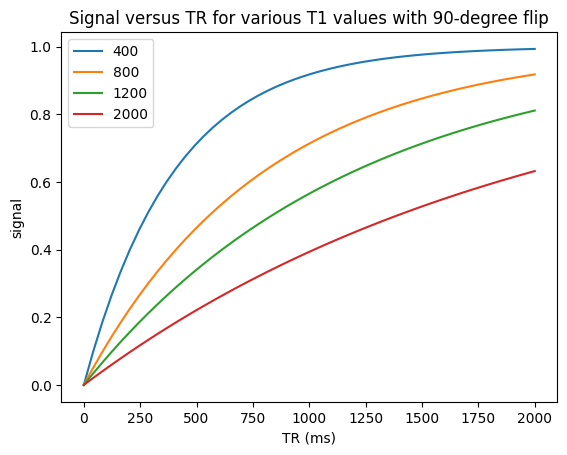 Signal versus TR for various T1 values with 90-degree flip
400
800
1200
2000
1.0
0.8
0.6
0.4
0.2
0.0
signal
0 250 500 750 1000 1250 1500 1750 2000
TR (ms)